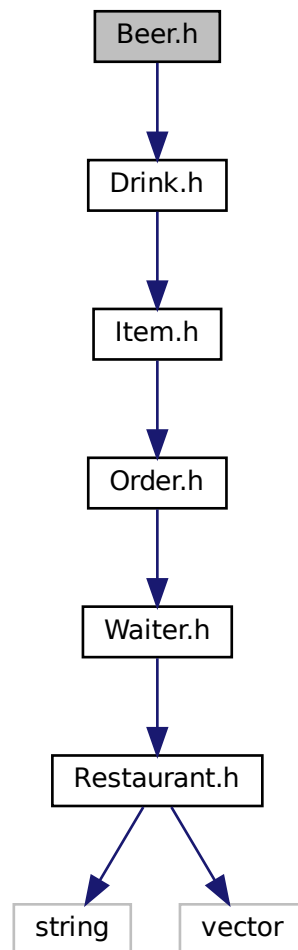 Beer.h
Drink.h
Item.h
Order.h
Waiter.h
Restaurant.h
string
vector